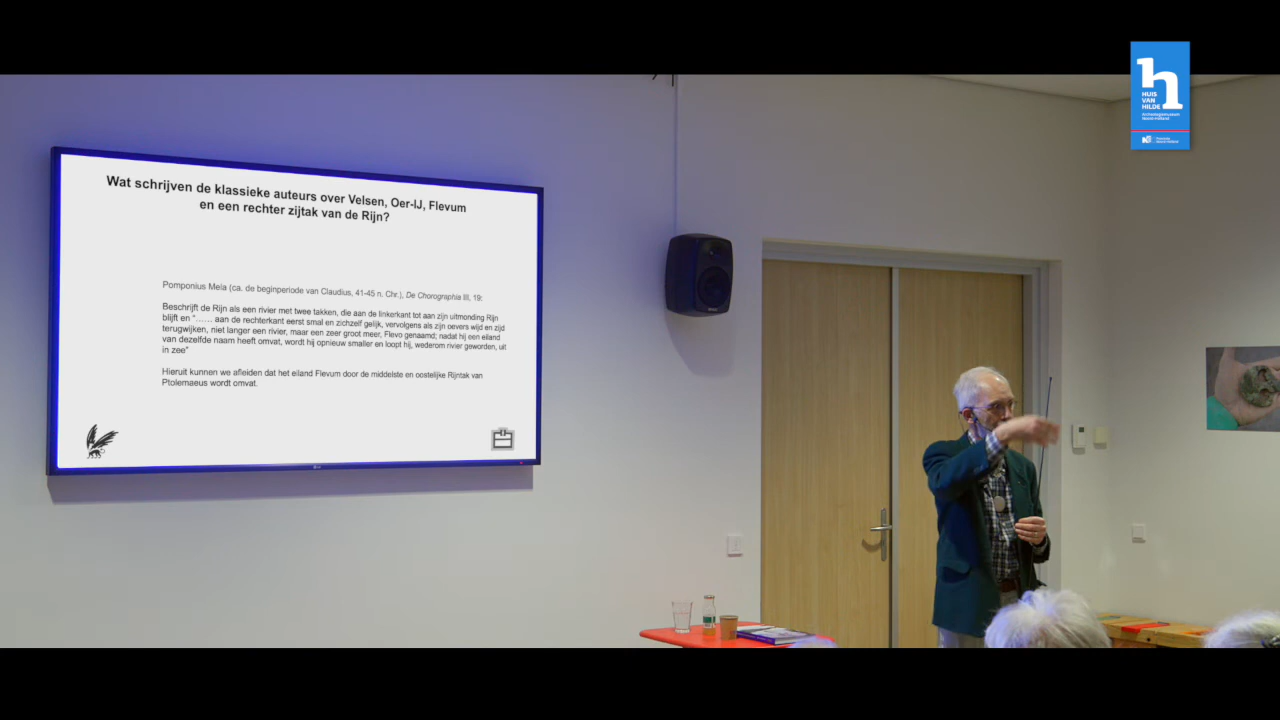 Wat schrijven de klassieke auteurs over Velsen, Oer-IJ, Flevum
en een rechter zijtak van de Rijn?
Pomponius Mela (ca. de beginperiode van Claudius, 41-45 n. Chr.), De Chorographia III, 19:
Beschrijft de Rijn als een rivier met twee takken, die aan de linkerkant tot aan zijn uitmonding Rijn
blijft en "…… aan de rechterkant eerst smal en zichzelf gelijk, vervolgens als zijn oevers wijd en zijd
terugwijken, niet langer een rivier, maar een zeer groot meer, Flevo genaamd; nadat hij een eiland
van dezelfde naam heeft omvat, wordt hij opnieuw smaller en loopt hij, wederom rivier geworden, uit
in zee"
Hieruit kunnen we afleiden dat het eiland Flevum door de middelste en oostelijke Rijntak van
Ptolemaeus wordt omvat.
h
HUIS
VAN
HILDE
Archeologiemuseum
Noord-Holland
Provincie
Noord-Holland